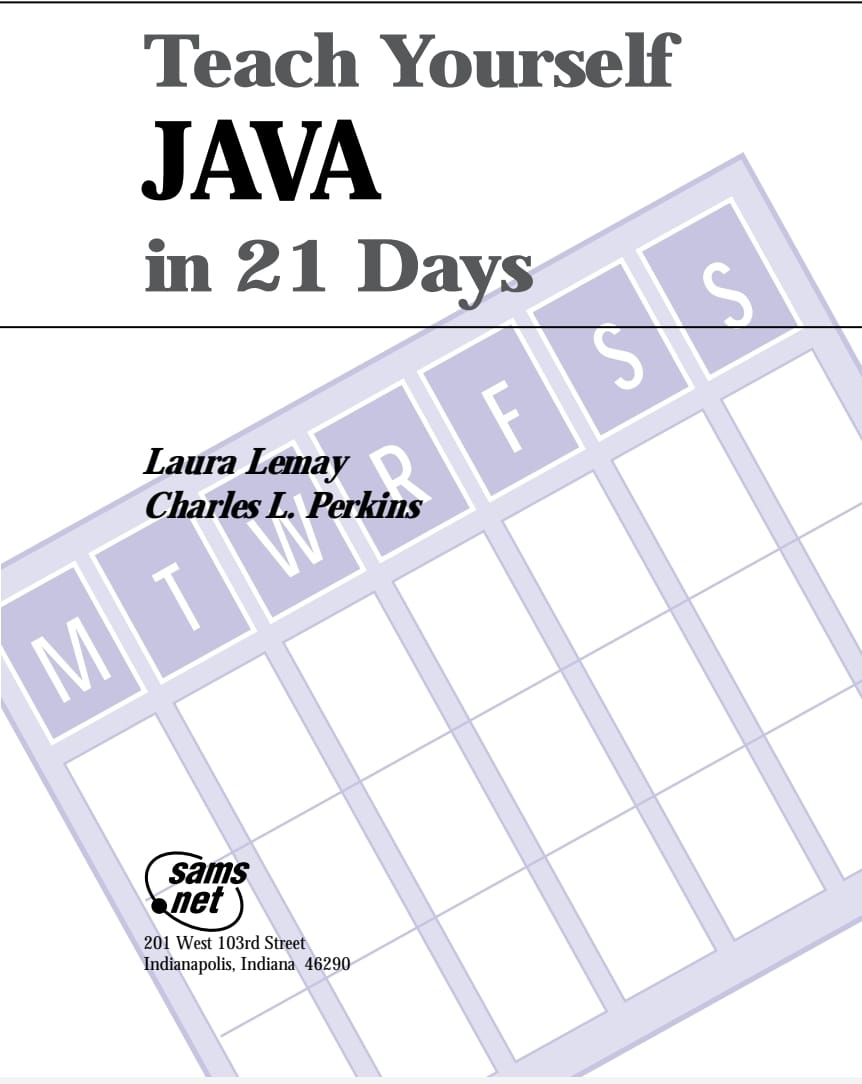 Teach Yourself
JAVA
in 21 Days
Laura Lemay
Charles L. Perkins
M T W R F S S
sams
.net
201 West 103rd Street
Indianapolis, Indiana 46290